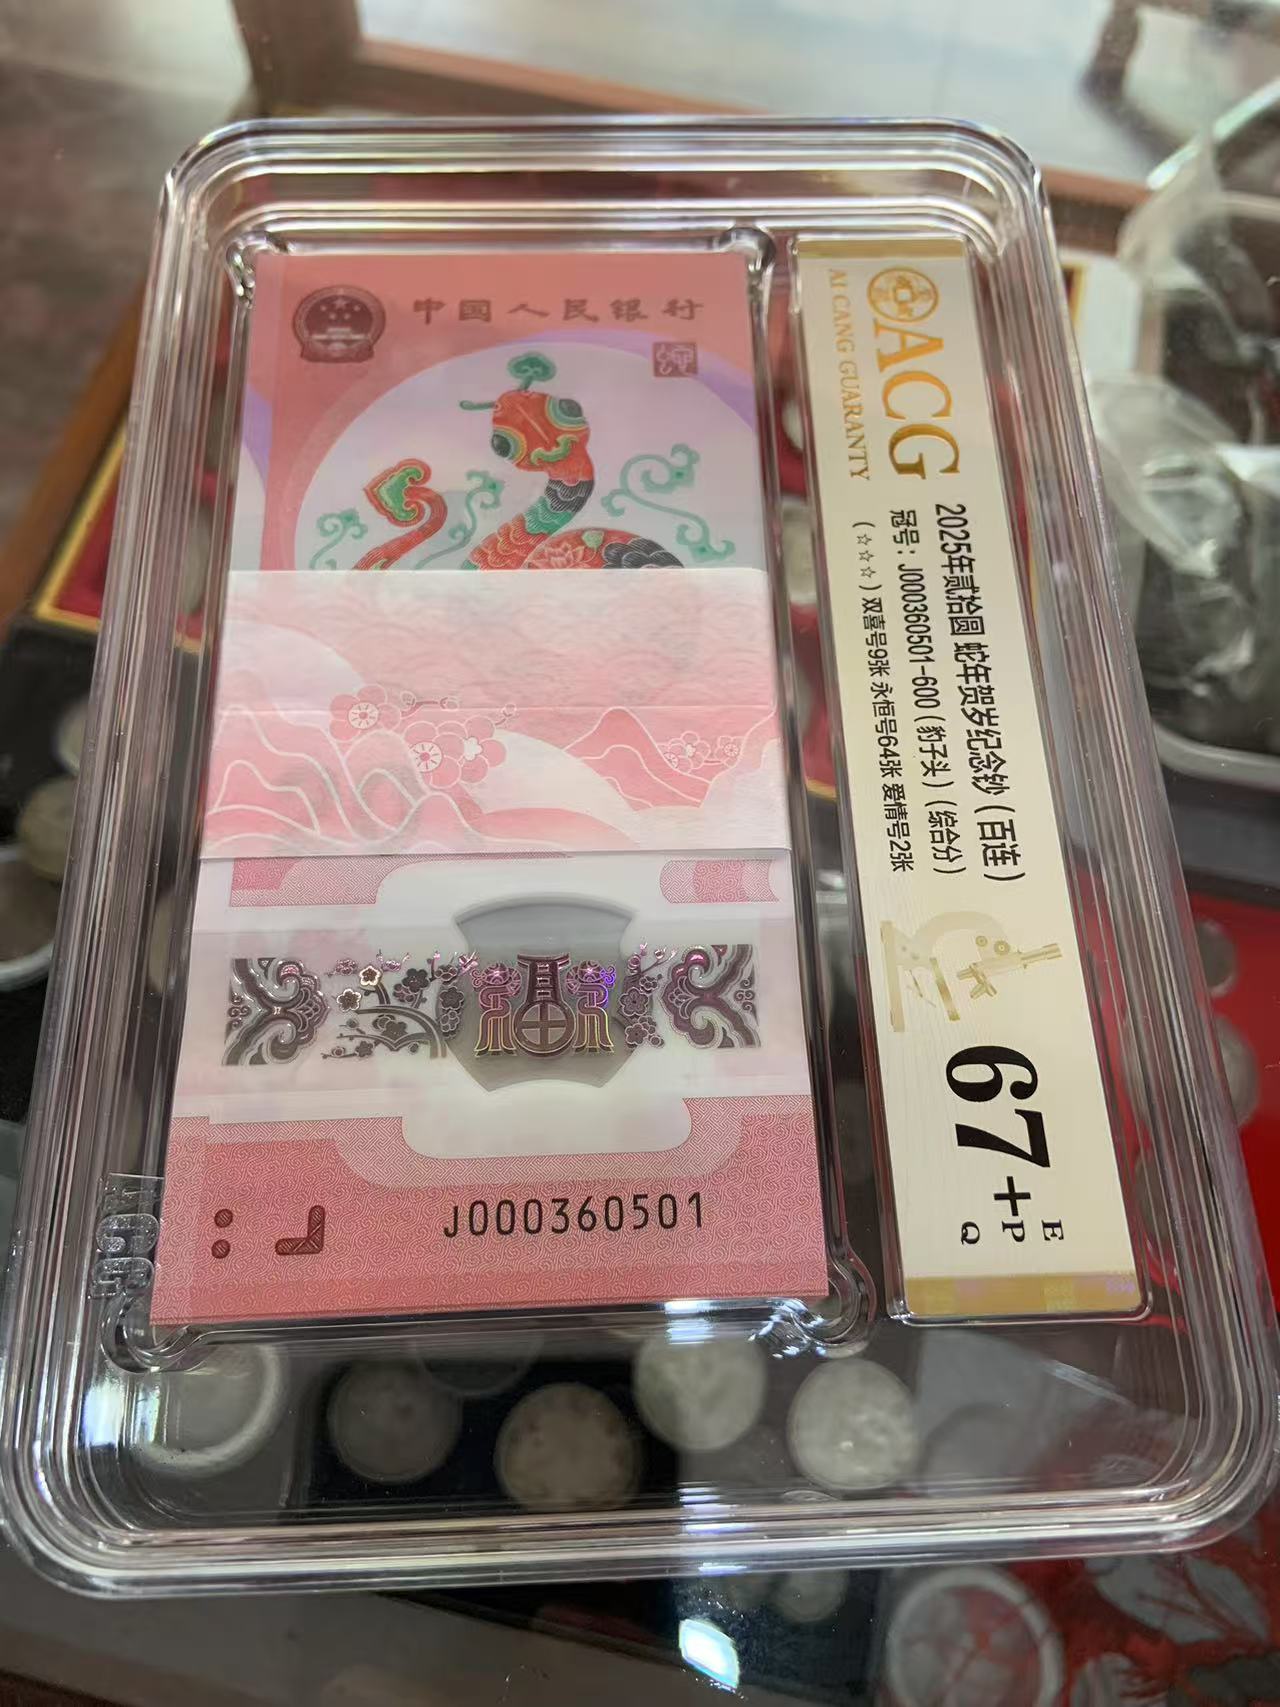 中国人民银行
J000360501
ACG
AI CANG GUARANTY
2025年贰拾圆 蛇年贺岁纪念钞（百连）
冠号：J000360501-600（豹子头）（综合分）
（☆☆☆）双喜号9张 永恒号64张 爱情号2张
67+
E
P
Q
ACG